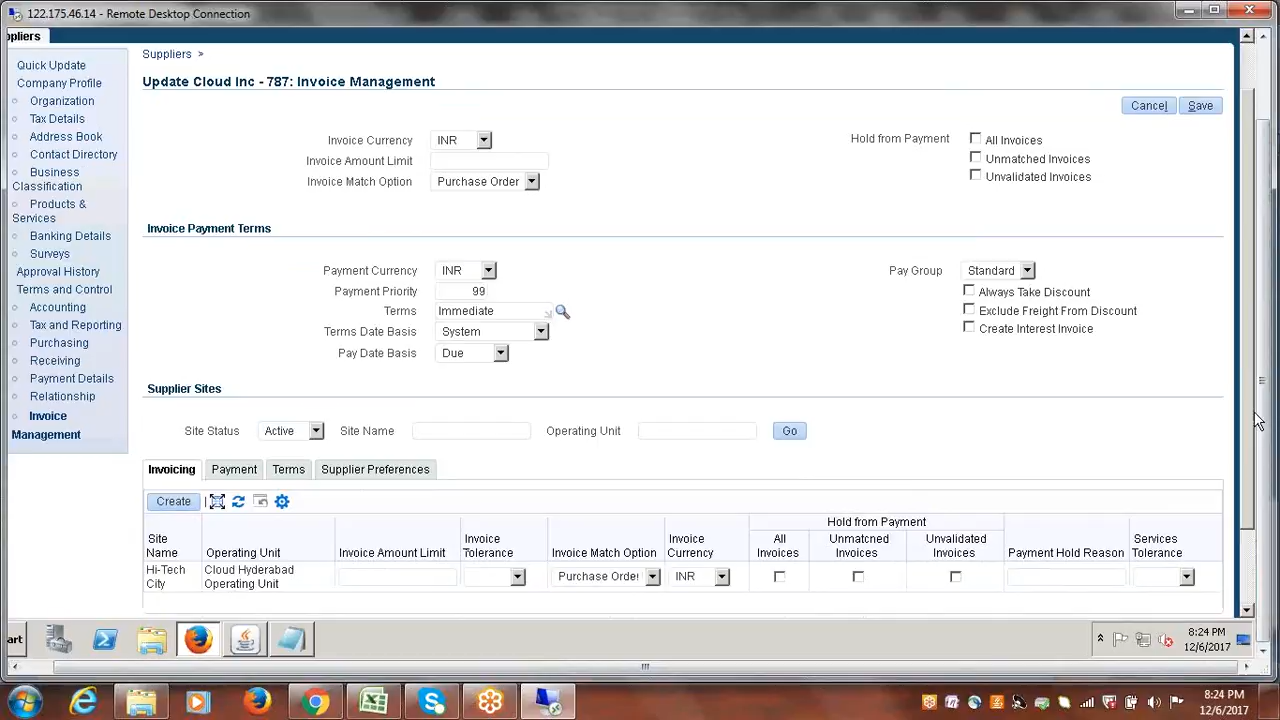 122.175.46.14 - Remote Desktop Connection
ppliers
Quick Update
Company Profile
Organization
Tax Details
Address Book
Contact Directory
Business
Classification
Products &
Services
Banking Details
Surveys
Approval History
Terms and Control
Accounting
Tax and Reporting
Purchasing
Receiving
Payment Details
Relationship
Invoice
Management
Suppliers >
Update Cloud Inc - 787: Invoice Management
Cancel Save
Invoice Currency INR
Invoice Amount Limit
Invoice Match Option Purchase Order
Hold from Payment All Invoices
Unmatched Invoices
Unvalidated Invoices
Invoice Payment Terms
Payment Currency INR
Payment Priority 99
Terms Immediate
Terms Date Basis System
Pay Date Basis Due
Pay Group Standard
Always Take Discount
Exclude Freight From Discount
Create Interest Invoice
Supplier Sites
Site Status Active Site Name Operating Unit Go
Invoicing Payment Terms Supplier Preferences
Create
Hold from Payment
Site Name Operating Unit Invoice Amount Limit Invoice Tolerance Invoice Match Option Invoice Currency All Invoices Unmatched Invoices Unvalidated Invoices Payment Hold Reason Services Tolerance
Hi-Tech City Cloud Hyderabad Operating Unit Purchase Order INR
art
8:24 PM
12/6/2017
8:24 PM
12/6/2017